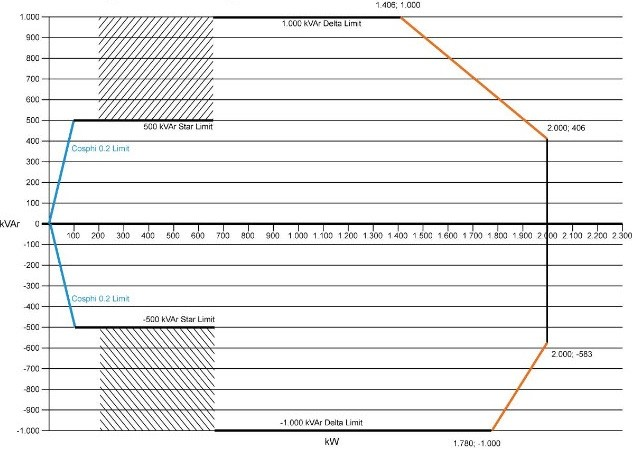 1.406; 1.000
1.000
1.000 kVAr Delta Limit
900
800
700
600
500
500 kVAr Star Limit
2.000; 406
400
Cosphi 0.2 Limit
300
200
100
kVAr
0
100 200 300 400 500 600 700 800 900 1.000 1.100 1.200 1.300 1.400 1.500 1.600 1.700 1.800 1.900 2.000 2.100 2.200 2.300
-100
-200
-300
Cosphi 0.2 Limit
-400
-500 kVAr Star Limit
-500
-600
2.000; -583
-700
-800
-900
-1.000 kVAr Delta Limit
-1.000
kW
1.780; -1.000